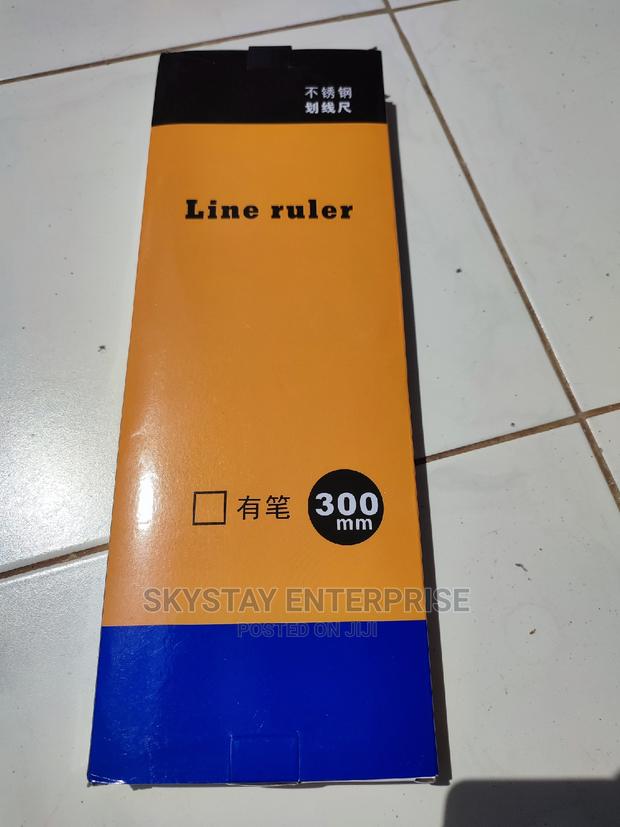 不锈钢
划线尺
Line ruler
有笔
300
mm
SKYSTAY ENTERPRISE
POSTED ON JIJI